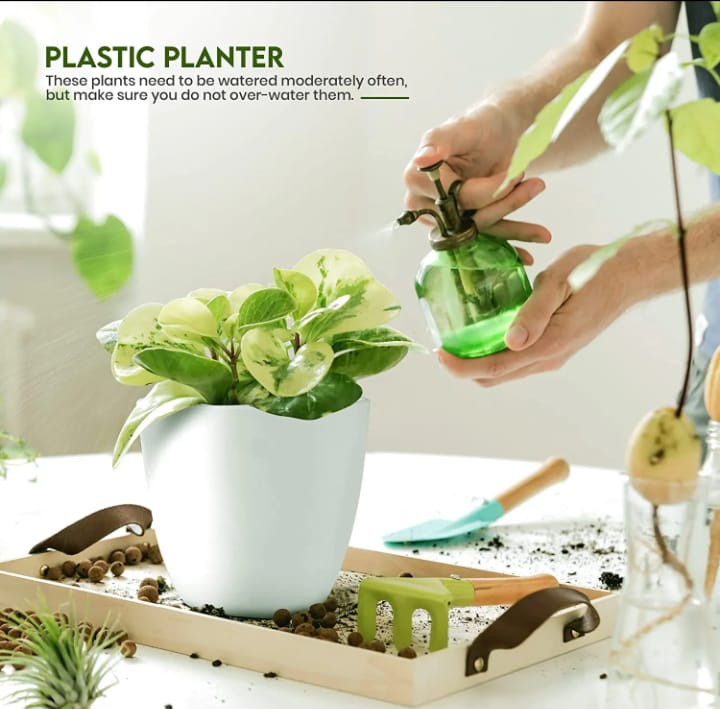 PLASTIC PLANTER
These plants need to be watered moderately often,
but make sure you do not over-water them.